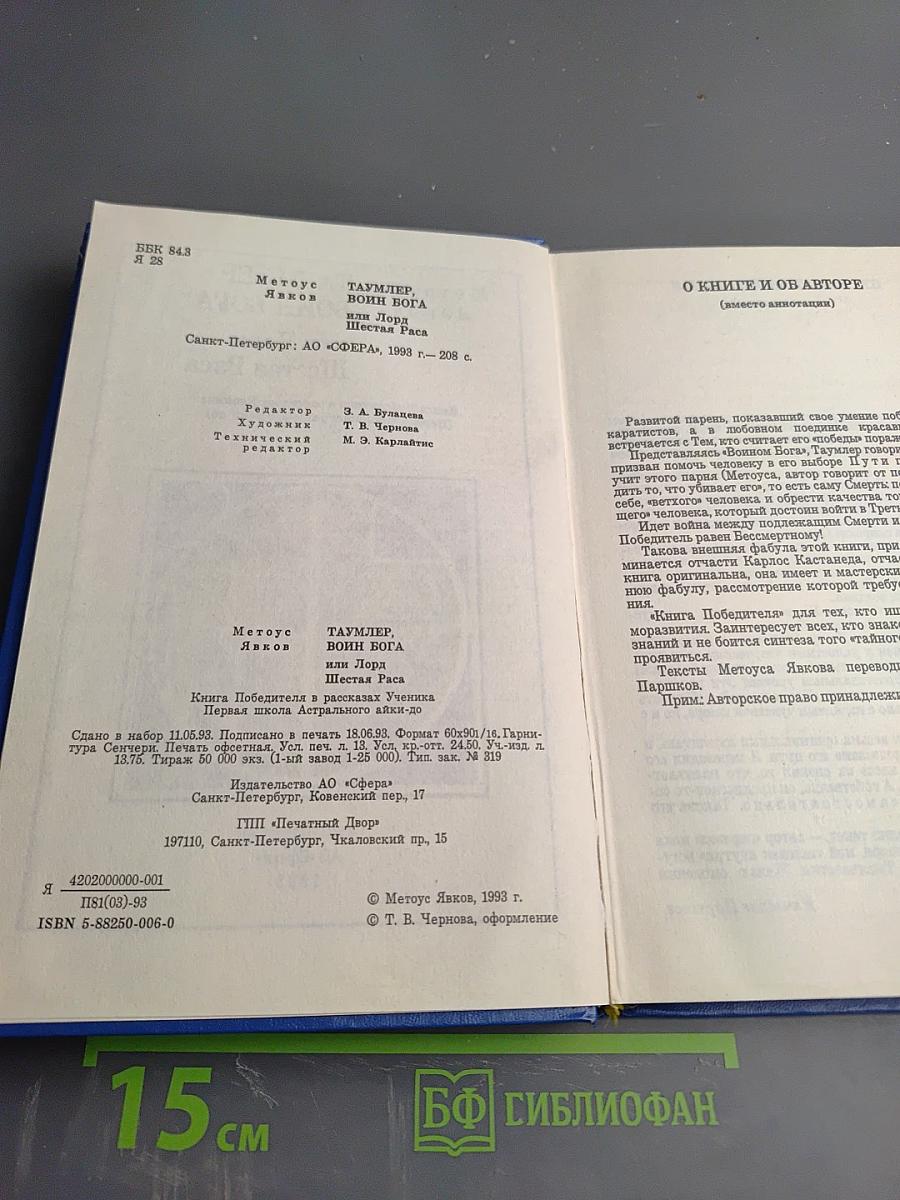 ББК 84.3
Я 28
Метоус ТАУМЛЕР,
Явков ВОИН БОГА
или Лорд
Шестая Раса
Санкт-Петербург: АО «СФЕРА», 1993 г.— 208 с.
Редактор З. А. Булацева
Художник Т. В. Чернова
Технический М. Э. Карлайтис
редактор
Метоус ТАУМЛЕР,
Явков ВОИН БОГА
или Лорд
Шестая Раса
Книга Победителя в рассказах Ученика
Первая школа Астрального айки-до
Сдано в набор 11.05.93. Подписано в печать 18.06.93. Формат 60x901/16. Гарни-
тура Сенчери. Печать офсетная. Усл. печ. л. 13. Усл. кр.-отт. 24.50. Уч.-изд. л.
13.75. Тираж 50 000 экз. (1-ый завод 1-25 000). Тип. зак. № 319
Издательство АО «Сфера»
Санкт-Петербург, Ковенский пер., 17
ГПП «Печатный Двор»
197110, Санкт-Петербург, Чкаловский пр., 15
Я 4202000000-001
П81(03)-93
ISBN 5-88250-006-0
© Метоус Явков, 1993 г.
© Т. В. Чернова, оформление
О КНИГЕ И ОБ АВТОРЕ
(вместо аннотации)
Развитой парень, показавший свое умение поб
каратистов, а в любовном поединке красав
встречается с Тем, кто считает его «победы» пораж
Представляясь «Воином Бога», Таумлер говори
призван помочь человеку в его выборе Пути
учит этого парня (Метоуса, автор говорит от
дить то, что убивает его», то есть саму Смерть
себе, «ветхого» человека и обрести качества
щего» человека, который достоин войти в Треть
Идет война между подлежащим Смерти и
Победитель равен Бессмертному!
Такова внешняя фабула этой книги, при
минается отчасти Карлос Кастанеда, отча
книга оригинальна, она имеет и мастерски
нюю фабулу, рассмотрение которой требуе
ния.
«Книга Победителя» для тех, кто ищ
моразвития. Заинтересует всех, кто знак
знаний и не боится синтеза того «тайного
проявиться.
Тексты Метоуса Явкова переводи
Паршков.
Прим: Авторское право принадлежи
15 см
БФ СИБЛИОФАН